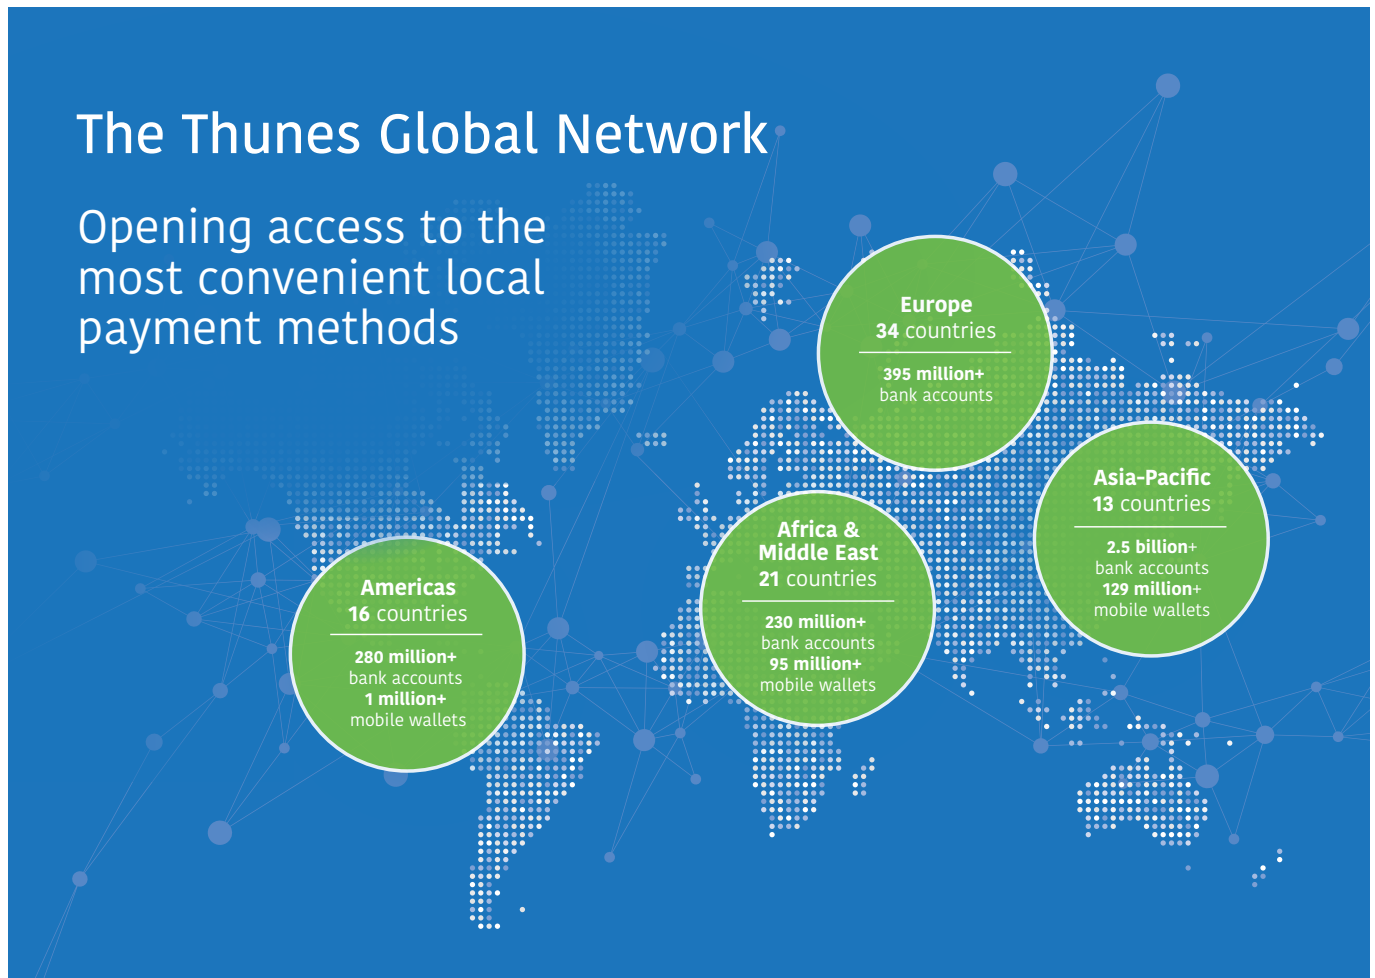 The Thunes Global Network
Opening access to the
most convenient local
payment methods
Europe
34 countries
395 million+
bank accounts
Asia-Pacific
13 countries
2.5 billion+
bank accounts
129 million+
mobile wallets
Africa &
Middle East
21 countries
230 million+
bank accounts
95 million+
mobile wallets
Americas
16 countries
280 million+
bank accounts
1 million+
mobile wallets